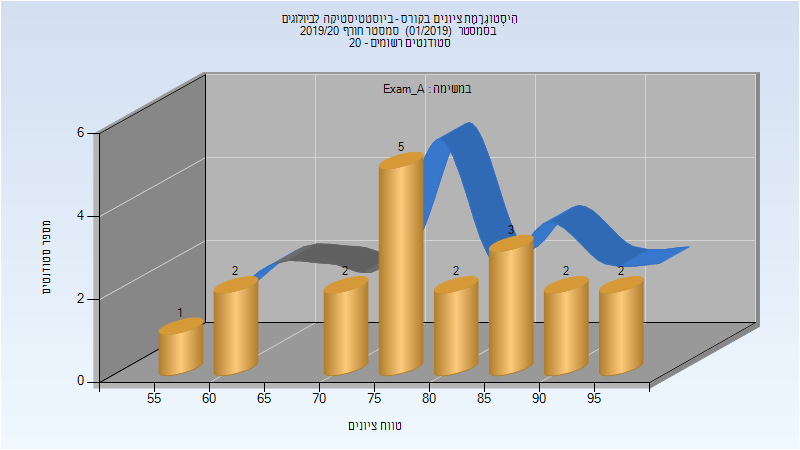 היסטוגרמת ציונים בקורס - ביוסטטיסטיקה לביולוגים
בסמסטר (01/2019) סמסטר חורף 2019/20
סטודנטים רשומים - 20
במשימה : Exam_A
6
4
2
0
מספר סטודנטים
1
2
2
5
2
3
2
2
55 60 65 70 75 80 85 90 95
טווח ציונים